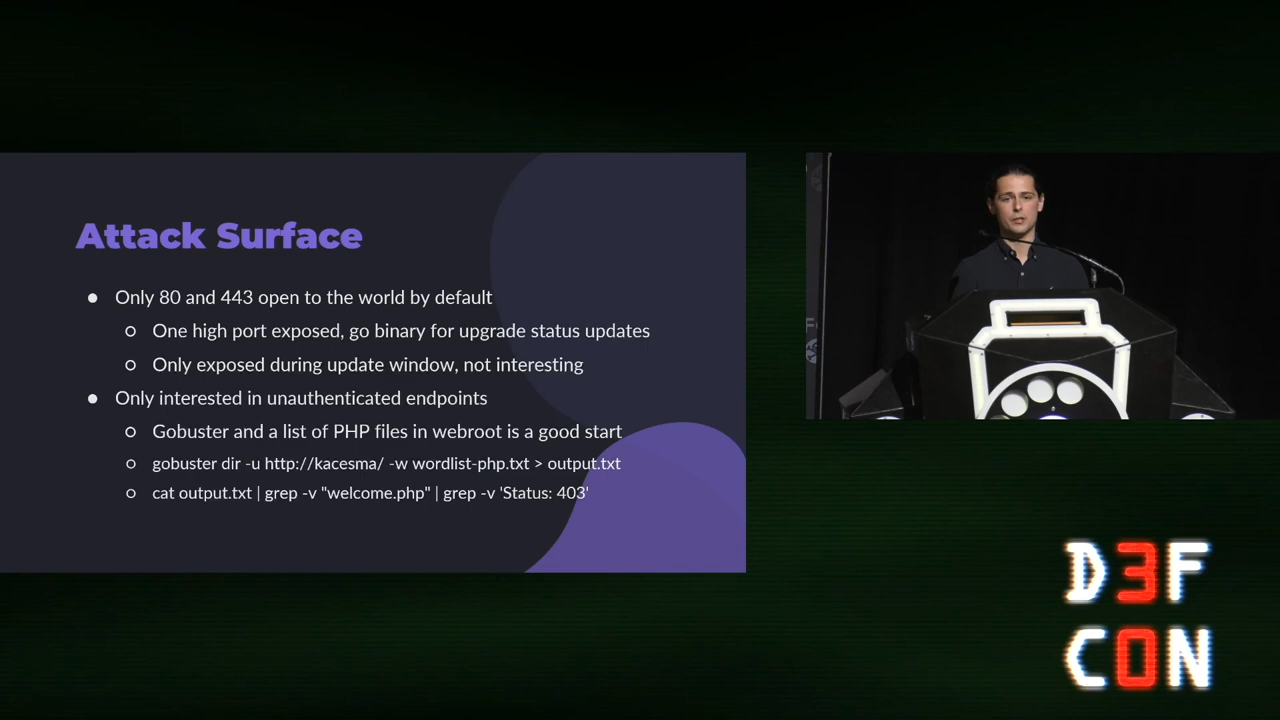 Attack Surface
● Only 80 and 443 open to the world by default
○ One high port exposed, go binary for upgrade status updates
○ Only exposed during update window, not interesting
● Only interested in unauthenticated endpoints
○ Gobuster and a list of PHP files in webroot is a good start
○ gobuster dir -u http://kacesma/ -w wordlist-php.txt > output.txt
○ cat output.txt | grep -v "welcome.php" | grep -v 'Status: 403'
D3F
C0N